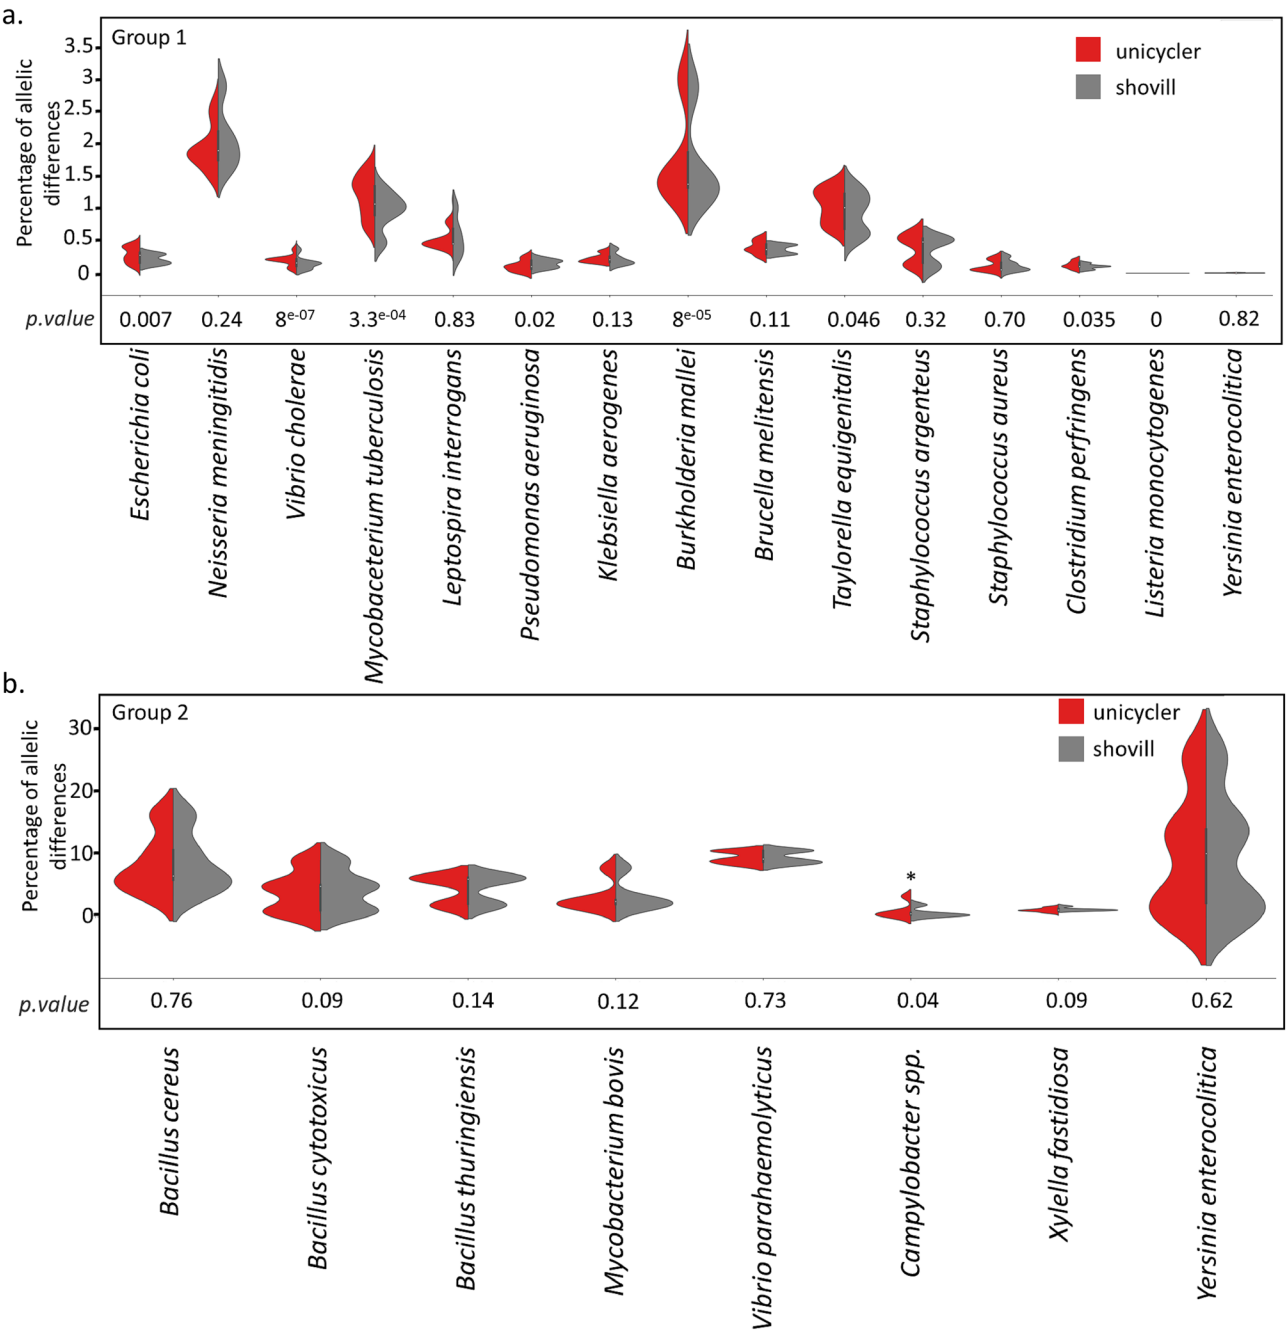 a.
Group 1
unicycler
shovill
Percentage of allelic
differences
3.5
3
2.5
2
1.5
1
0.5
0
p.value 0.007 0.24 8e-07 3.3e-04 0.83 0.02 0.13 8e-05 0.11 0.046 0.32 0.70 0.035 0 0.82
Escherichia coli
Neisseria meningitidis
Vibrio cholerae
Mycobaceterium tuberculosis
Leptospira interrogans
Pseudomonas aeruginosa
Klebsiella aerogenes
Burkholderia mallei
Brucella melitensis
Taylorella equigenitalis
Staphylococcus argenteus
Staphylococcus aureus
Clostridium perfringens
Listeria monocytogenes
Yersinia enterocolitica
b.
Group 2
unicycler
shovill
Percentage of allelic
differences
30
20
10
0
*
p.value 0.76 0.09 0.14 0.12 0.73 0.04 0.09 0.62
Bacillus cereus
Bacillus cytotoxicus
Bacillus thuringiensis
Mycobacterium bovis
Vibrio parahaemolyticus
Campylobacter spp.
Xylella fastidiosa
Yersinia enterocolitica